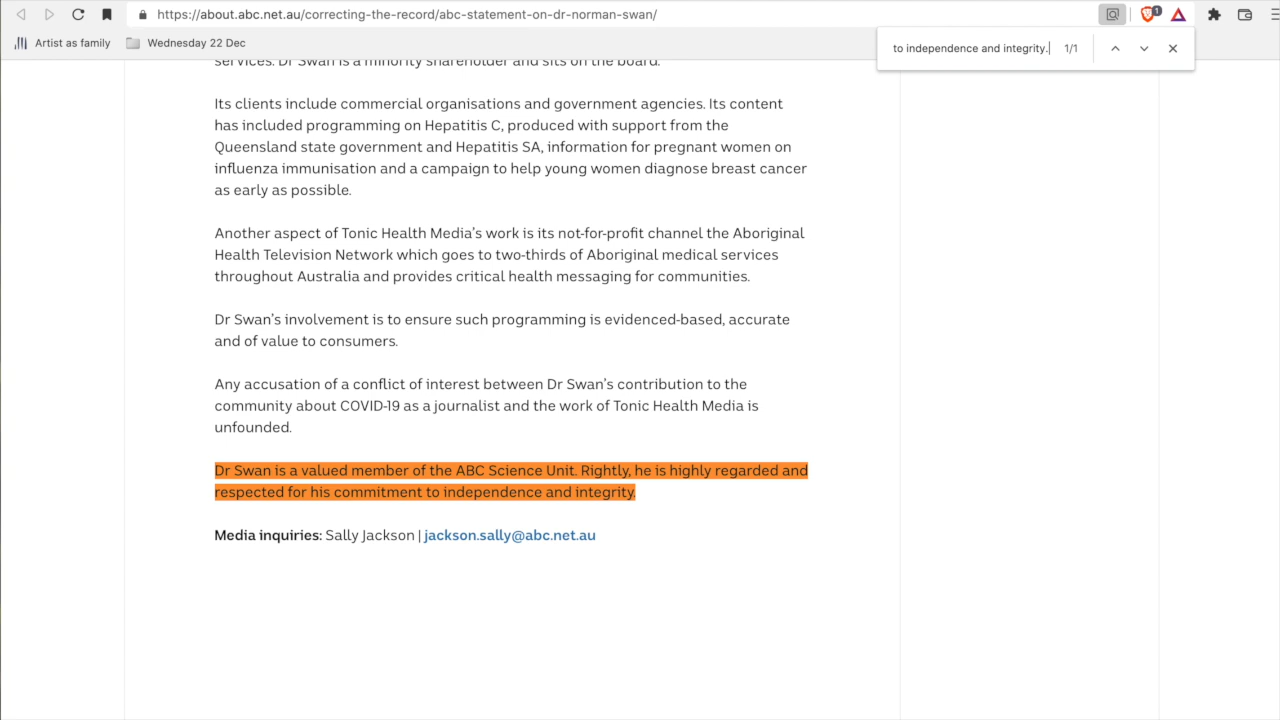 https://about.abc.net.au/correcting-the-record/abc-statement-on-dr-norman-swan/
1
Artist as family
Wednesday 22 Dec
to independence and integrity.
1/1
services. Dr Swan is a minority shareholder and sits on the board.
Its clients include commercial organisations and government agencies. Its content
has included programming on Hepatitis C, produced with support from the
Queensland state government and Hepatitis SA, information for pregnant women on
influenza immunisation and a campaign to help young women diagnose breast cancer
as early as possible.
Another aspect of Tonic Health Media’s work is its not-for-profit channel the Aboriginal
Health Television Network which goes to two-thirds of Aboriginal medical services
throughout Australia and provides critical health messaging for communities.
Dr Swan’s involvement is to ensure such programming is evidenced-based, accurate
and of value to consumers.
Any accusation of a conflict of interest between Dr Swan’s contribution to the
community about COVID-19 as a journalist and the work of Tonic Health Media is
unfounded.
Dr Swan is a valued member of the ABC Science Unit. Rightly, he is highly regarded and
respected for his commitment to independence and integrity.
Media inquiries: Sally Jackson | jackson.sally@abc.net.au